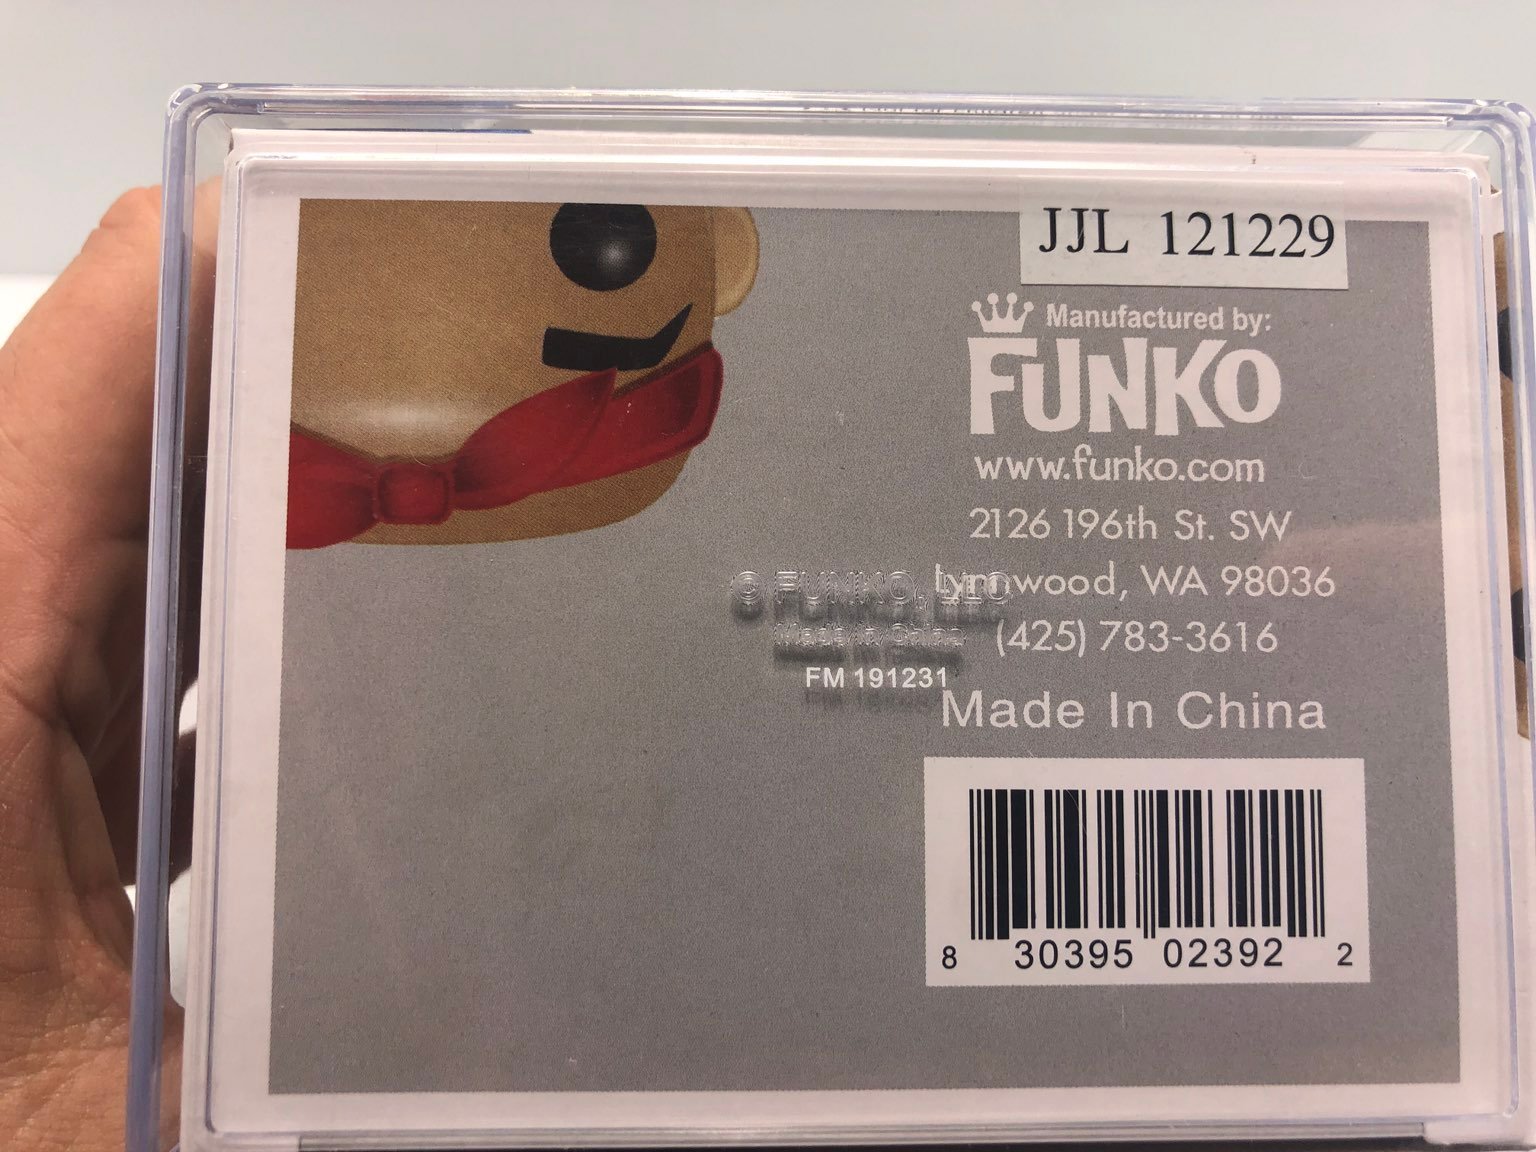 JJL 121229
Manufactured by:
FUNKO
www.funko.com
2126 196th St. SW
Lynnwood, WA 98036
(425) 783-3616
Made In China
© FUNKO, LLC
Made in China
FM 191231
8 30395 02392 2